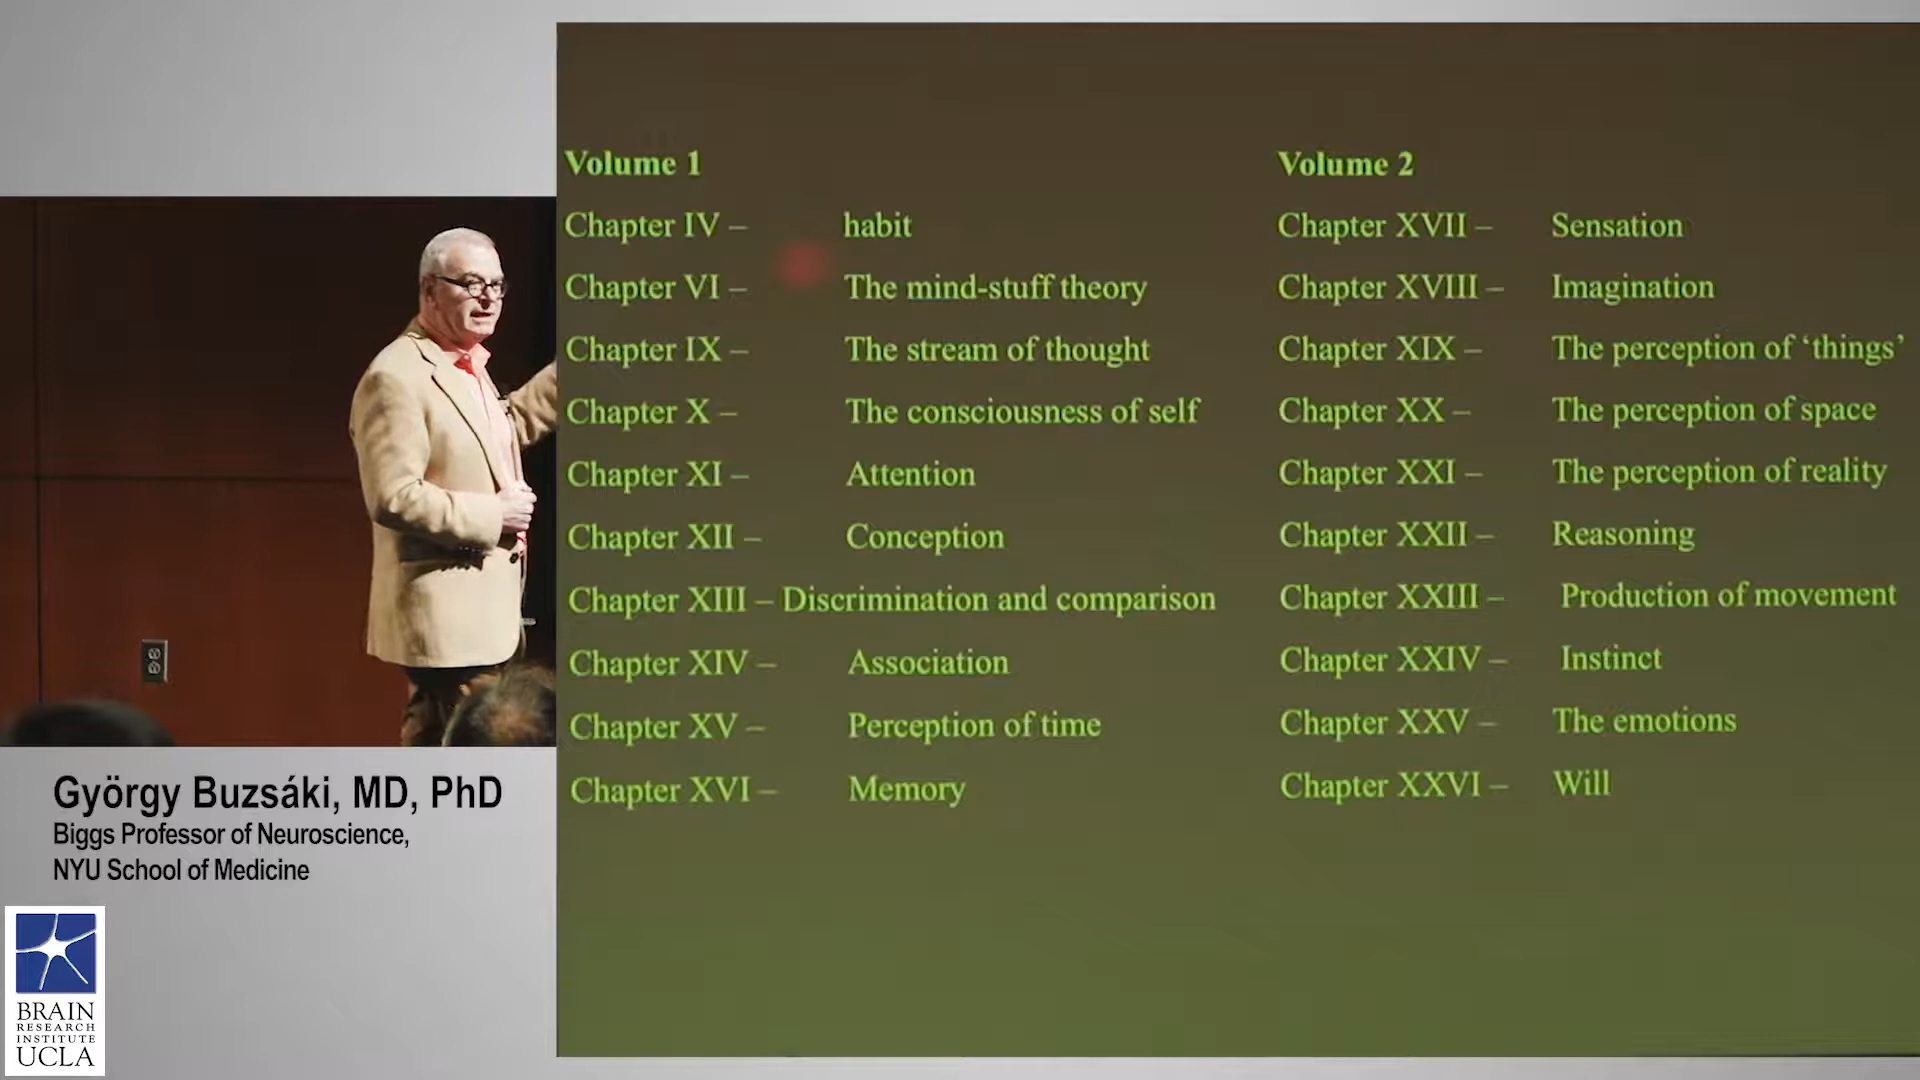 Volume 1
Chapter IV – habit
Chapter VI – The mind-stuff theory
Chapter IX – The stream of thought
Chapter X – The consciousness of self
Chapter XI – Attention
Chapter XII – Conception
Chapter XIII – Discrimination and comparison
Chapter XIV – Association
Chapter XV – Perception of time
Chapter XVI – Memory
Volume 2
Chapter XVII – Sensation
Chapter XVIII – Imagination
Chapter XIX – The perception of ‘things’
Chapter XX – The perception of space
Chapter XXI – The perception of reality
Chapter XXII – Reasoning
Chapter XXIII – Production of movement
Chapter XXIV – Instinct
Chapter XXV – The emotions
Chapter XXVI – Will
György Buzsáki, MD, PhD
Biggs Professor of Neuroscience,
NYU School of Medicine
BRAIN
RESEARCH
INSTITUTE
UCLA